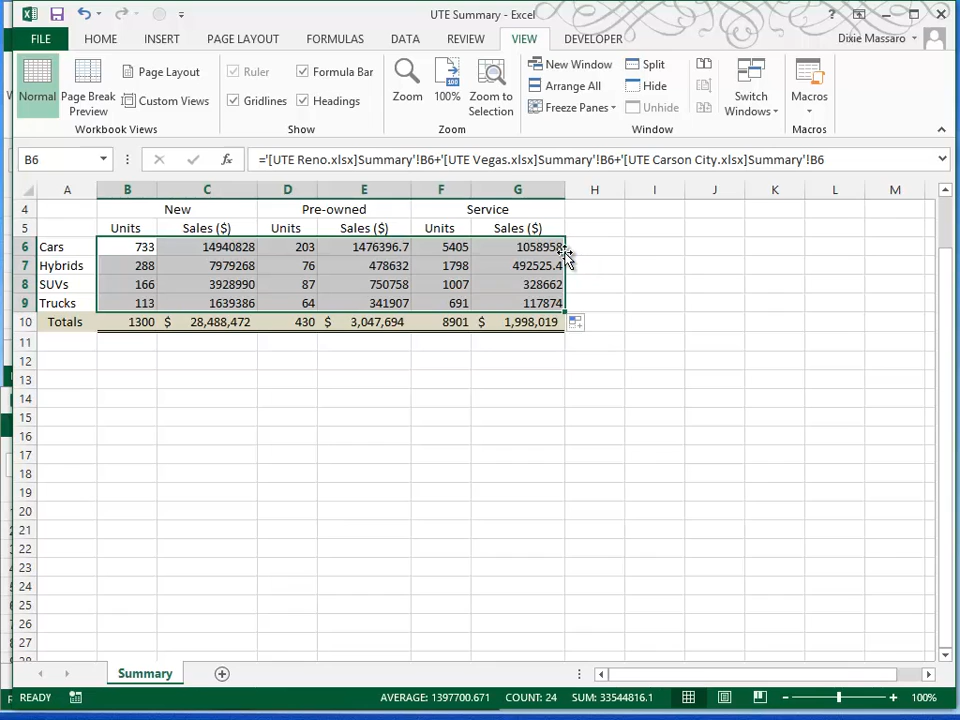 UTE Summary - Excel
FILE HOME INSERT PAGE LAYOUT FORMULAS DATA REVIEW VIEW DEVELOPER Dixie Massaro
Normal Page Break Preview Page Layout Custom Views
Workbook Views
Ruler Formula Bar
Gridlines Headings
Show
Zoom 100% Zoom to Selection
Zoom
New Window Split
Arrange All Hide
Freeze Panes Unhide
Switch Windows
Window
Macros
Macros
B6 fx ='[UTE Reno.xlsx]Summary'!B6+'[UTE Vegas.xlsx]Summary'!B6+'[UTE Carson City.xlsx]Summary'!B6
A B C D E F G H I J K L M
4 New Pre-owned Service
5 Units Sales ($) Units Sales ($) Units Sales ($)
6 Cars 733 14940828 203 1476396.7 5405 1058958
7 Hybrids 288 7979268 76 478632 1798 492525.4
8 SUVs 166 3928990 87 750758 1007 328662
9 Trucks 113 1639386 64 341907 691 117874
10 Totals 1300 $ 28,488,472 430 $ 3,047,694 8901 $ 1,998,019
11
12
13
14
15
16
17
18
19
20
21
22
23
24
25
26
27
Summary
READY AVERAGE: 1397700.671 COUNT: 24 SUM: 33544816.1 100%